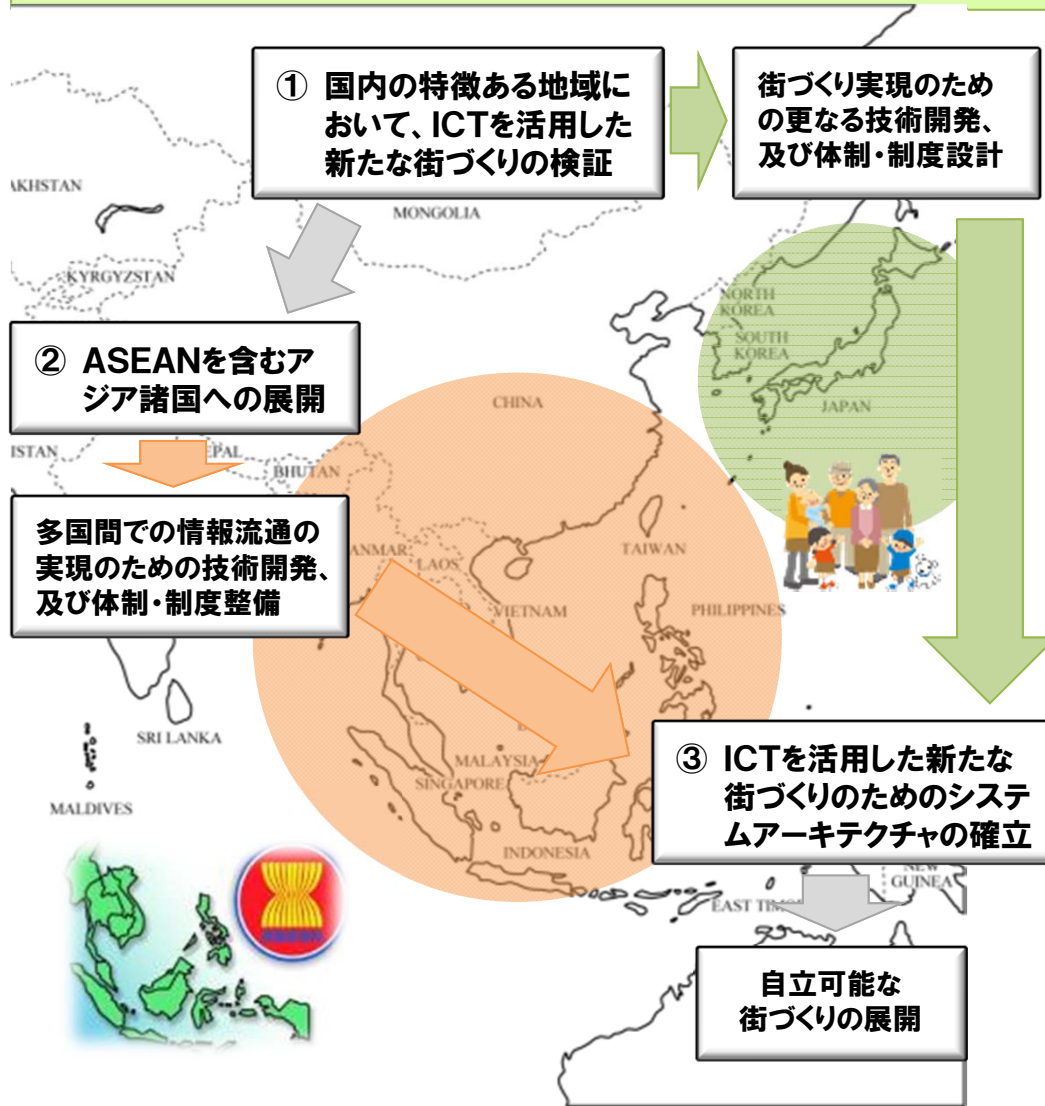 ① 国内の特徴ある地域に
おいて、ICTを活用した
新たな街づくりの検証
街づくり実現のため
の更なる技術開発、
及び体制・制度設計
AKHSTAN
MONGOLIA
KYRGYZSTAN
NORTH
KOREA
SOUTH
KOREA
JAPAN
② ASEANを含むア
ジア諸国への展開
CHINA
ISTAN
EPAL
BHUTAN
多国間での情報流通の
実現のための技術開発、
及び体制・制度整備
ANMAR
LAOS
TAIWAN
VIETNAM
PHILIPPINES
SRI LANKA
MALDIVES
MALAYSIA
SINGAPORE
INDONESIA
③ ICTを活用した新たな
街づくりのためのシステ
ムアーキテクチャの確立
NEW
GUINEA
EAST TIMO
自立可能な
街づくりの展開